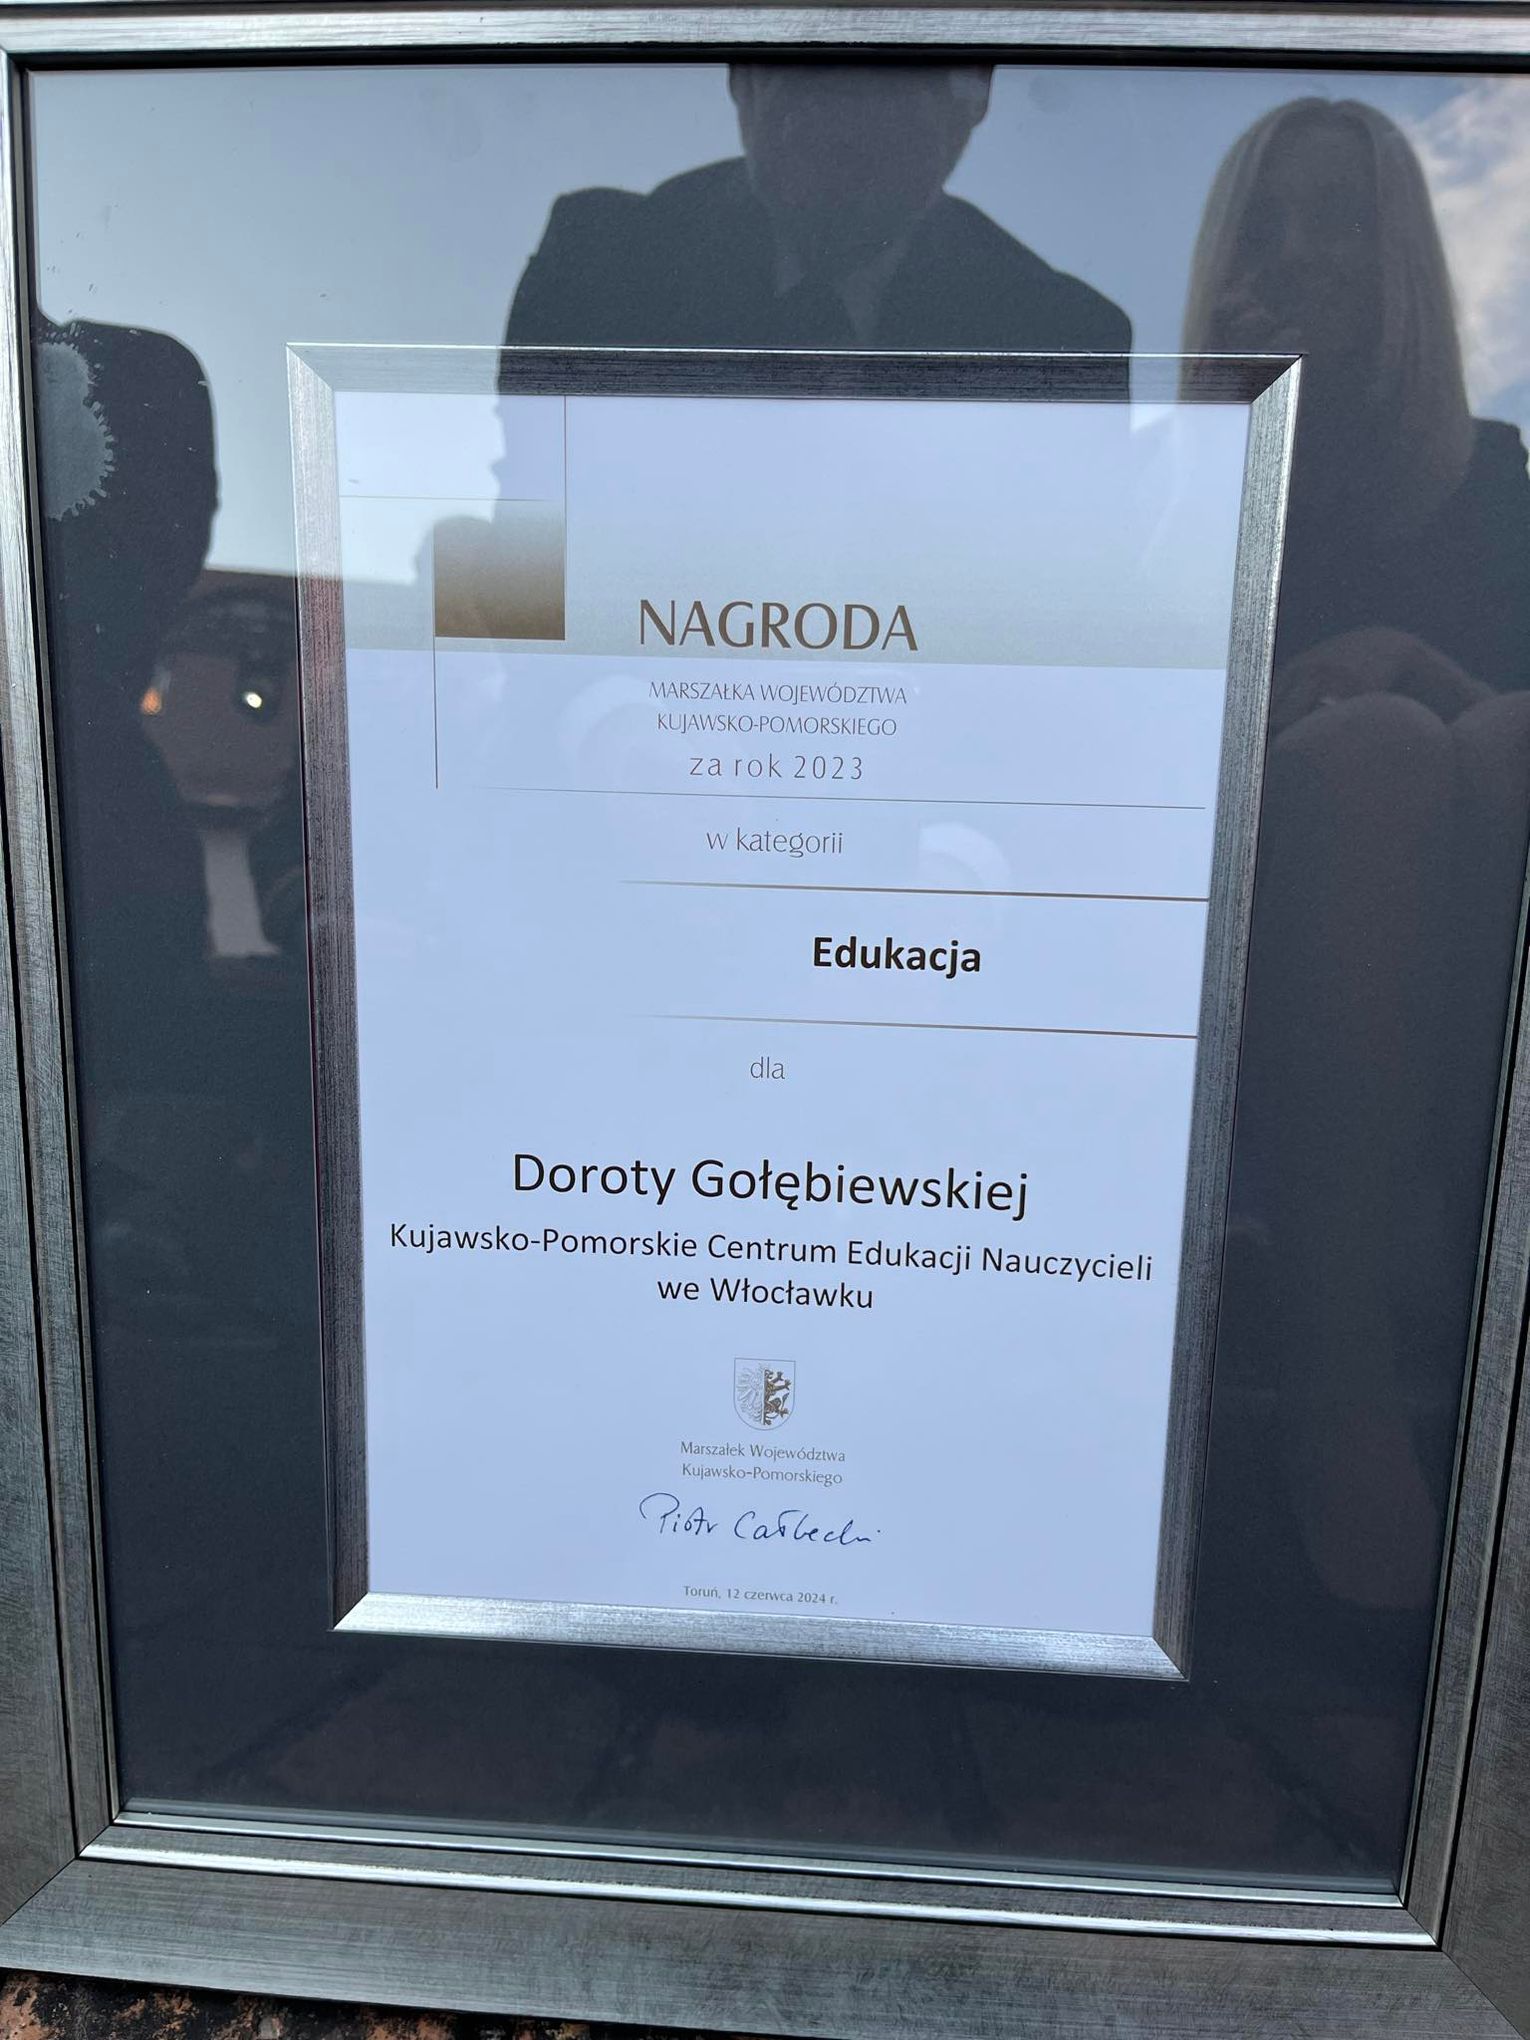 NAGRODA
MARSZAŁKA WOJEWÓDZTWA
KUJAWSKO-POMORSKIEGO
za rok 2023
w kategorii
Edukacja
dla
Doroty Gołębiewskiej
Kujawsko-Pomorskie Centrum Edukacji Nauczycieli
we Włocławku
Marszałek Województwa
Kujawsko-Pomorskiego
Piotr Całbecki
Toruń, 12 czerwca 2024 r.